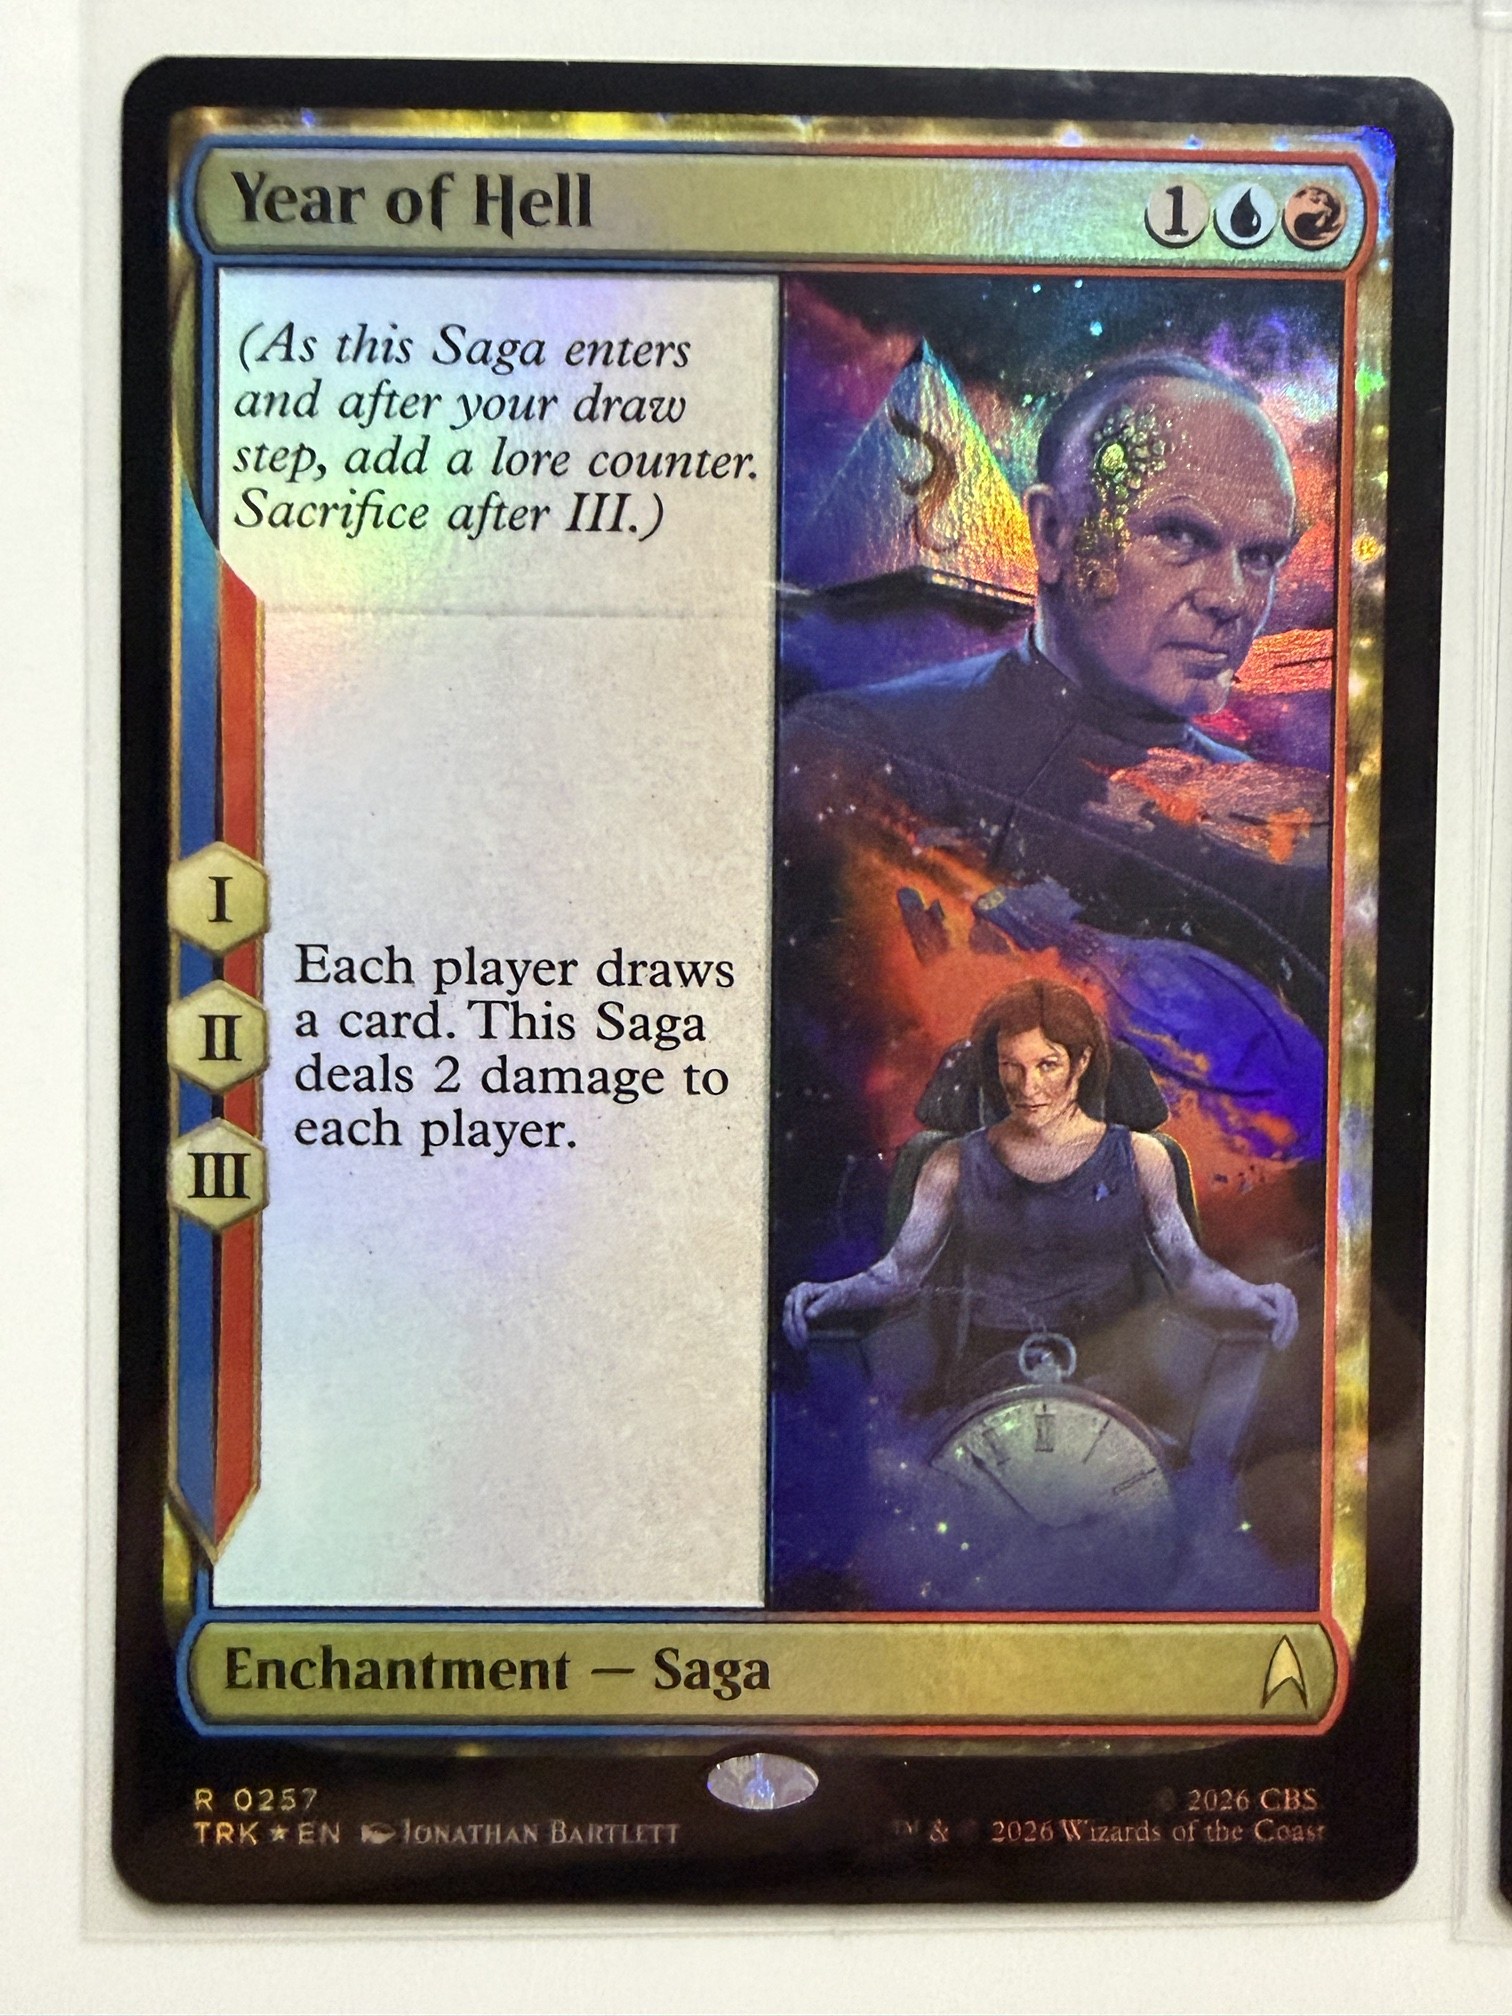 Year of Hell
1
(As this Saga enters
and after your draw
step, add a lore counter.
Sacrifice after III.)
I
II
III
Each player draws
a card. This Saga
deals 2 damage to
each player.
Enchantment — Saga
R 0257
TRK ★ EN JONATHAN BARTLETT
© 2026 CBS
™ & © 2026 Wizards of the Coast